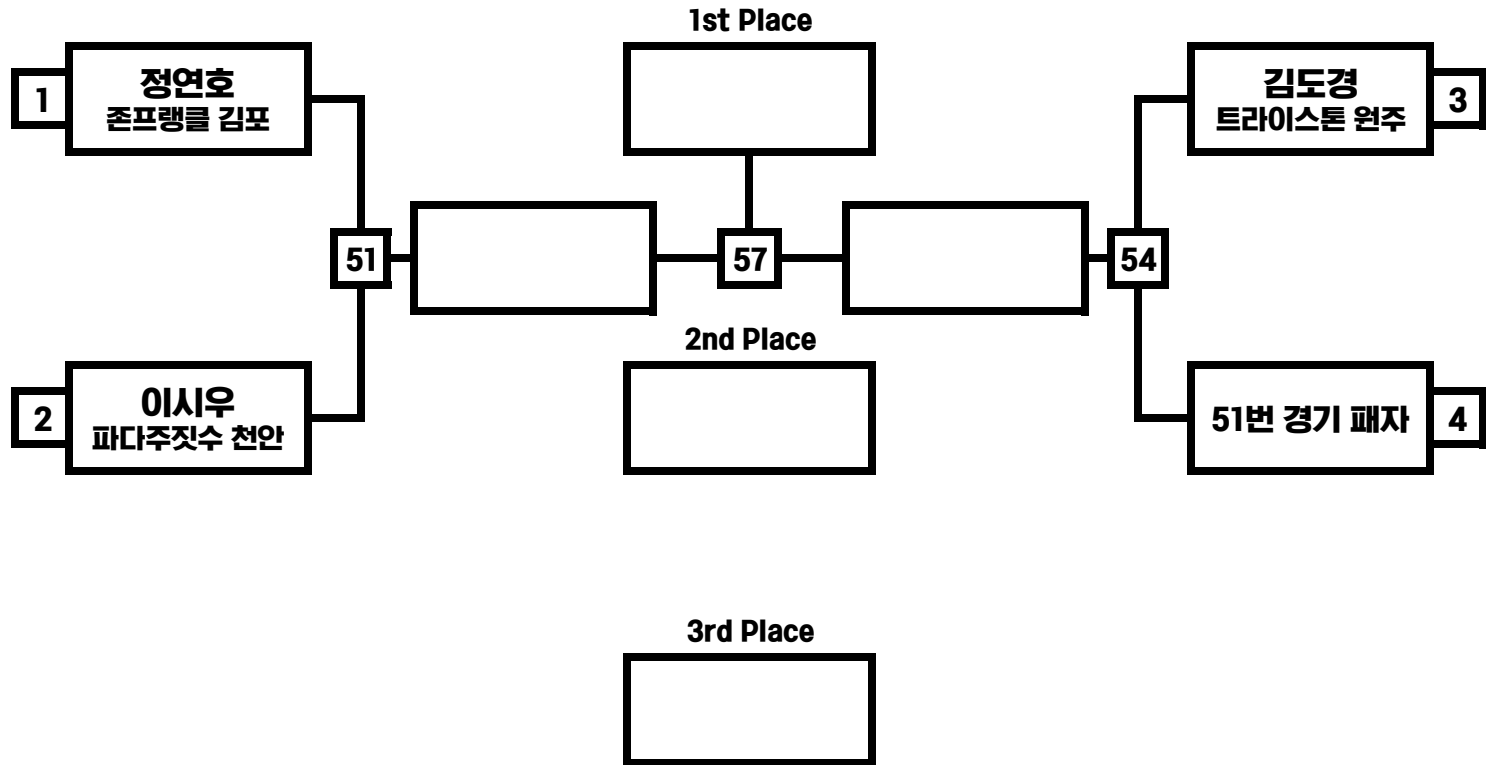 1st Place
1
정연호
존프랭클 김포
김도경
트라이스톤 원주
3
51
57
54
2nd Place
2
이시우
파다주짓수 천안
51번 경기 패자
4
3rd Place